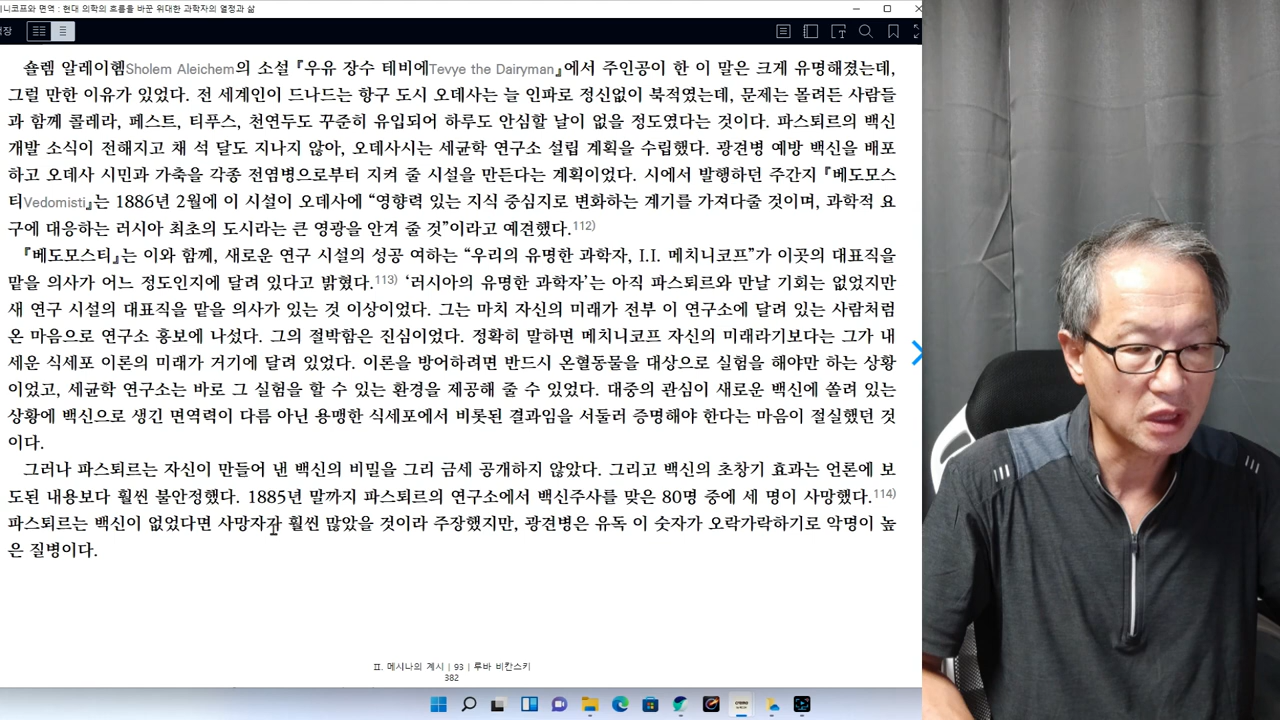 니코프와 면역 : 현대 의학의 흐름을 바꾼 위대한 과학자의 열정과 삶
숄렘 알레이헴Sholem Aleichem의 소설 『우유 장수 테비에Tevye the Dairyman』에서 주인공이 한 이 말은 크게 유명해졌는데,
그럴 만한 이유가 있었다. 전 세계인이 드나드는 항구 도시 오데사는 늘 인파로 정신없이 북적였는데, 문제는 몰려든 사람들
과 함께 콜레라, 페스트, 티푸스, 천연두도 꾸준히 유입되어 하루도 안심할 날이 없을 정도였다는 것이다. 파스퇴르의 백신
개발 소식이 전해지고 채 석 달도 지나지 않아, 오데사시는 세균학 연구소 설립 계획을 수립했다. 광견병 예방 백신을 배포
하고 오데사 시민과 가축을 각종 전염병으로부터 지켜 줄 시설을 만든다는 계획이었다. 시에서 발행하던 주간지 『베도모스
티Vedomisti』는 1886년 2월에 이 시설이 오데사에 “영향력 있는 지식 중심지로 변화하는 계기를 가져다줄 것이며, 과학적 요
구에 대응하는 러시아 최초의 도시라는 큰 영광을 안겨 줄 것”이라고 예견했다.112)
『베도모스티』는 이와 함께, 새로운 연구 시설의 성공 여하는 “우리의 유명한 과학자, I.I. 메치니코프”가 이곳의 대표직을
맡을 의사가 어느 정도인지에 달려 있다고 밝혔다.113) ‘러시아의 유명한 과학자’는 아직 파스퇴르와 만날 기회는 없었지만
새 연구 시설의 대표직을 맡을 의사가 있는 것 이상이었다. 그는 마치 자신의 미래가 전부 이 연구소에 달려 있는 사람처럼
온 마음으로 연구소 홍보에 나섰다. 그의 절박함은 진심이었다. 정확히 말하면 메치니코프 자신의 미래라기보다는 그가 내
세운 식세포 이론의 미래가 거기에 달려 있었다. 이론을 방어하려면 반드시 온혈동물을 대상으로 실험을 해야만 하는 상황
이었고, 세균학 연구소는 바로 그 실험을 할 수 있는 환경을 제공해 줄 수 있었다. 대중의 관심이 새로운 백신에 쏠려 있는
상황에 백신으로 생긴 면역력이 다름 아닌 용맹한 식세포에서 비롯된 결과임을 서둘러 증명해야 한다는 마음이 절실했던 것
이다.
그러나 파스퇴르는 자신이 만들어 낸 백신의 비밀을 그리 금세 공개하지 않았다. 그리고 백신의 초창기 효과는 언론에 보
도된 내용보다 훨씬 불안정했다. 1885년 말까지 파스퇴르의 연구소에서 백신주사를 맞은 80명 중에 세 명이 사망했다.114)
파스퇴르는 백신이 없었다면 사망자가 훨씬 많았을 것이라 주장했지만, 광견병은 유독 이 숫자가 오락가락하기로 악명이 높
은 질병이다.
Ⅱ. 메시나의 계시 | 93 | 루바 비칸스키
382